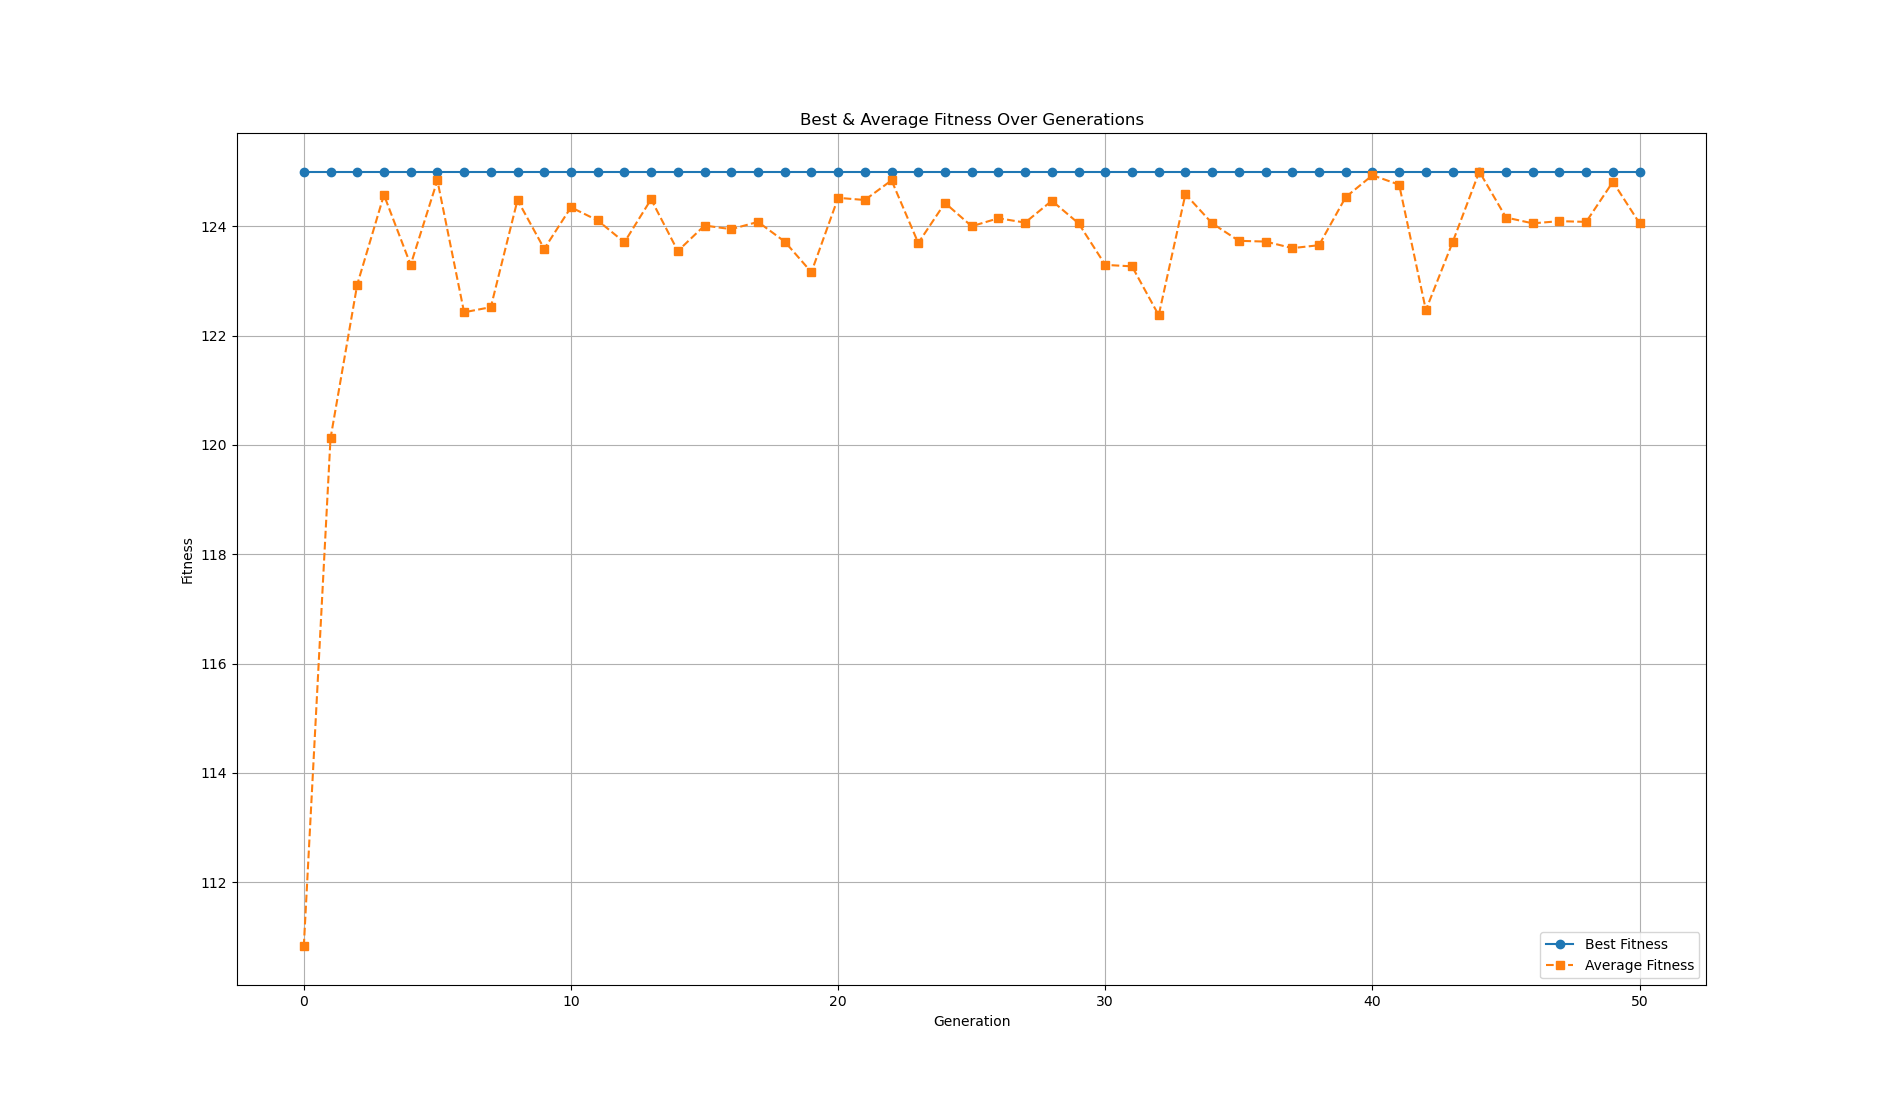 Best & Average Fitness Over Generations
Fitness
124
122
120
118
116
114
112
0 10 20 30 40 50
Generation
Best Fitness
Average Fitness